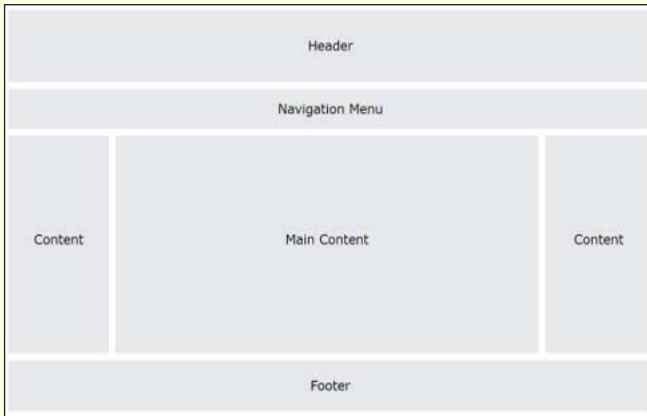 Header
Navigation Menu
Content
Main Content
Content
Footer